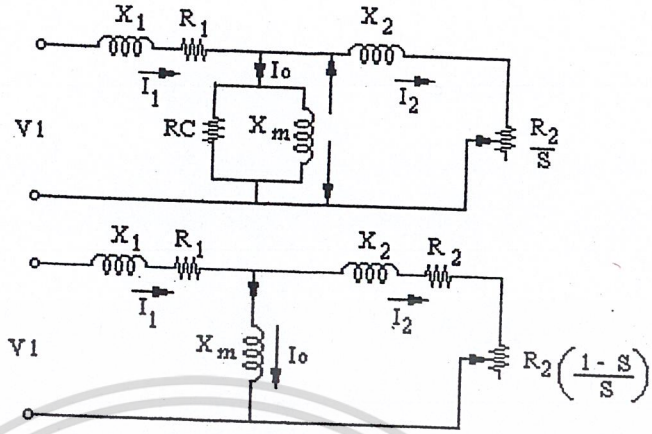 X1 R1 X2
I1 Io I2
V1 RC Xm R2/S
X1 R1 X2 R2
I1 I2
V1 Xm Io R2(1 - S/S)